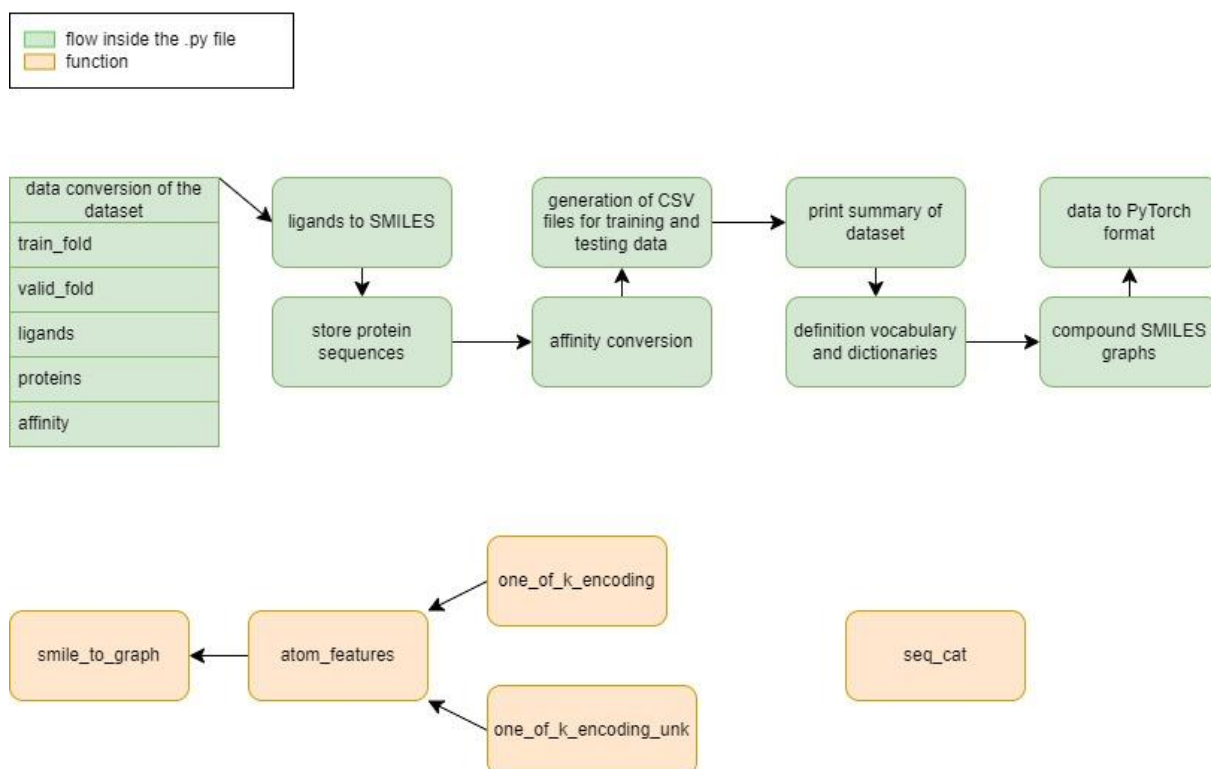 flow inside the .py file
function
data conversion of the
dataset
train_fold
valid_fold
ligands
proteins
affinity
ligands to SMILES
store protein
sequences
generation of CSV
files for training and
testing data
affinity conversion
print summary of
dataset
definition vocabulary
and dictionaries
data to PyTorch
format
compound SMILES
graphs
smile_to_graph
atom_features
one_of_k_encoding
one_of_k_encoding_unk
seq_cat